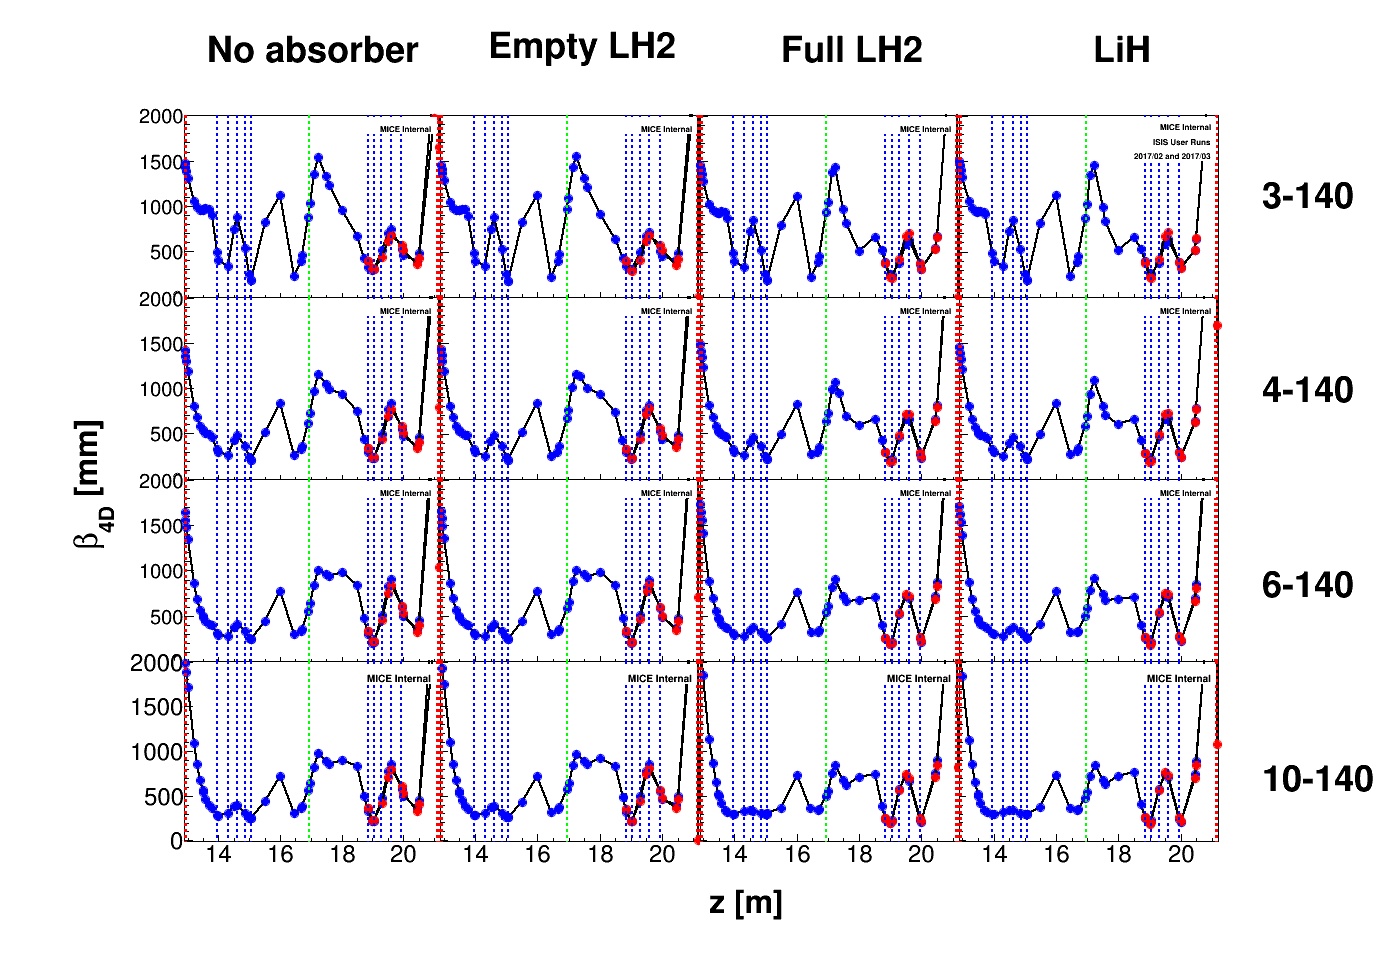 No absorber Empty LH2 Full LH2 LiH
2000 MICE Internal MICE Internal MICE Internal MICE Internal
ISIS User Runs
2017/02 and 2017/03
1500
1000
500
3-140
2000 MICE Internal MICE Internal MICE Internal MICE Internal
1500
1000
500
4-140
2000 MICE Internal MICE Internal MICE Internal MICE Internal
1500
1000
500
6-140
2000 MICE Internal MICE Internal MICE Internal MICE Internal
1500
1000
500
0
10-140
14 16 18 20 14 16 18 20 14 16 18 20 14 16 18 20
β4D [mm]
z [m]